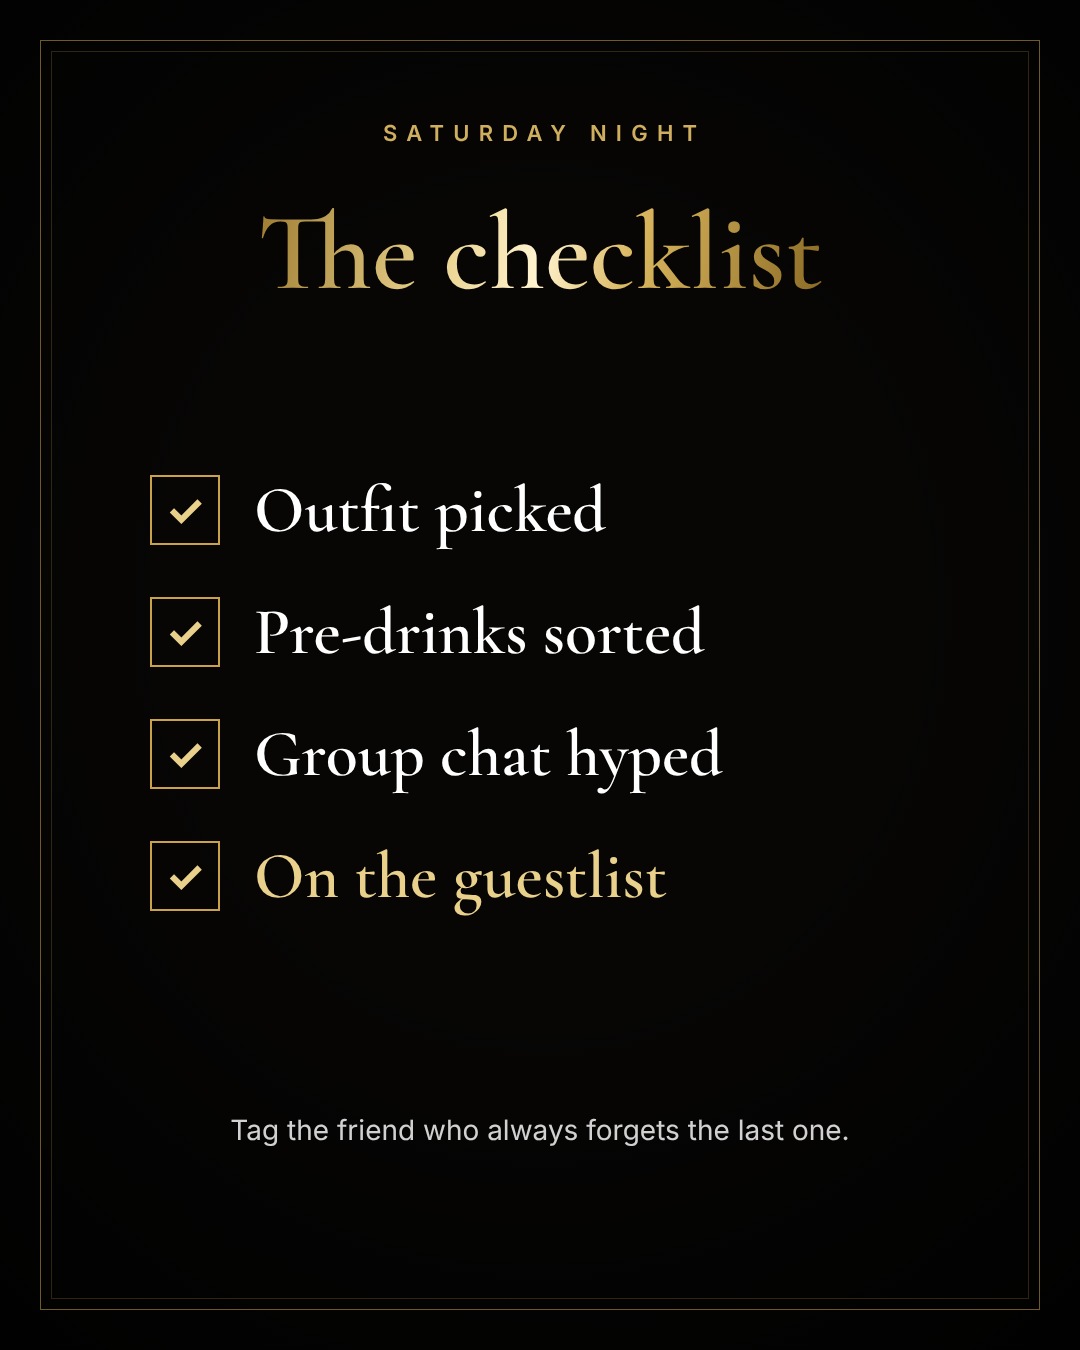 SATURDAY NIGHT
The checklist
Outfit picked
Pre-drinks sorted
Group chat hyped
On the guestlist
Tag the friend who always forgets the last one.